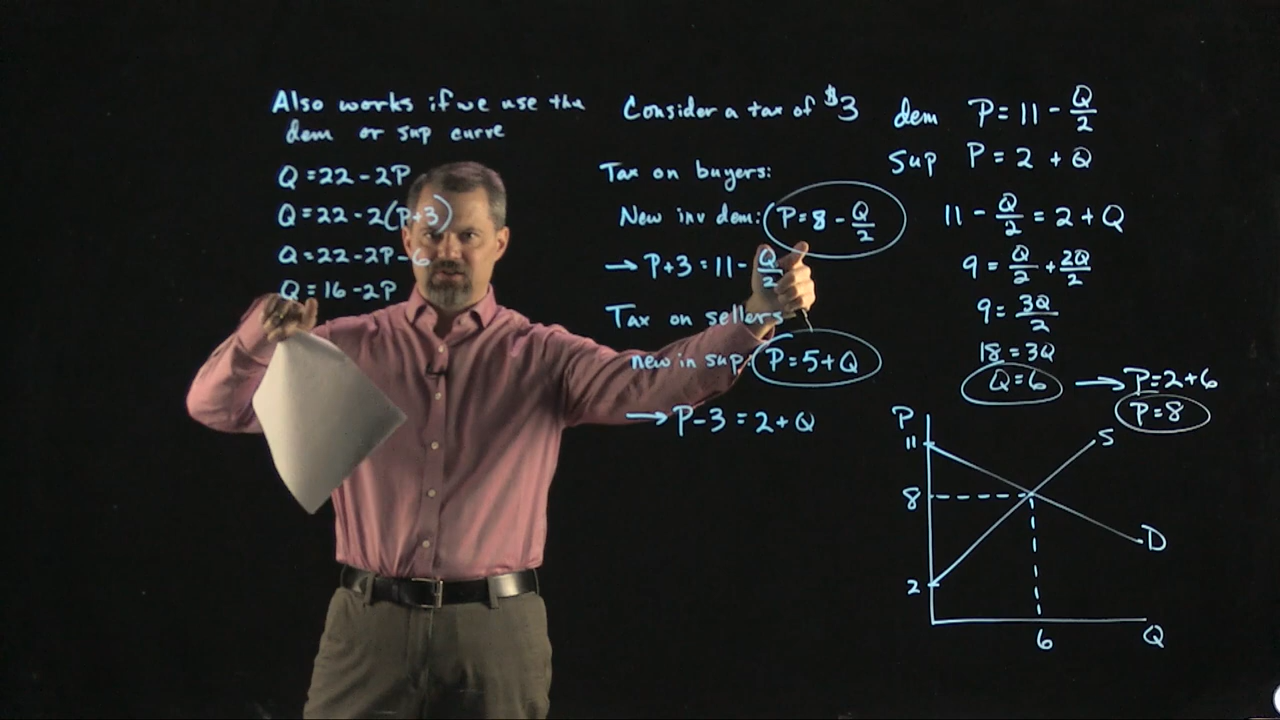 Also works if we use the
dem or sup curve
Q = 22 - 2P
Q = 22 - 2(P+3)
Q = 22 - 2P - 6
Q = 16 - 2P
Consider a tax of $3
Tax on buyers:
New inv dem: P = 8 - Q/2
→ P+3 = 11 - Q/2
Tax on sellers
new in sup: P = 5 + Q
→ P - 3 = 2 + Q
dem P = 11 - Q/2
Sup P = 2 + Q
11 - Q/2 = 2 + Q
9 = Q/2 + 2Q/2
9 = 3Q/2
18 = 3Q
Q = 6 → P = 2 + 6
P = 8
P
11
8
2
S
D
6
Q